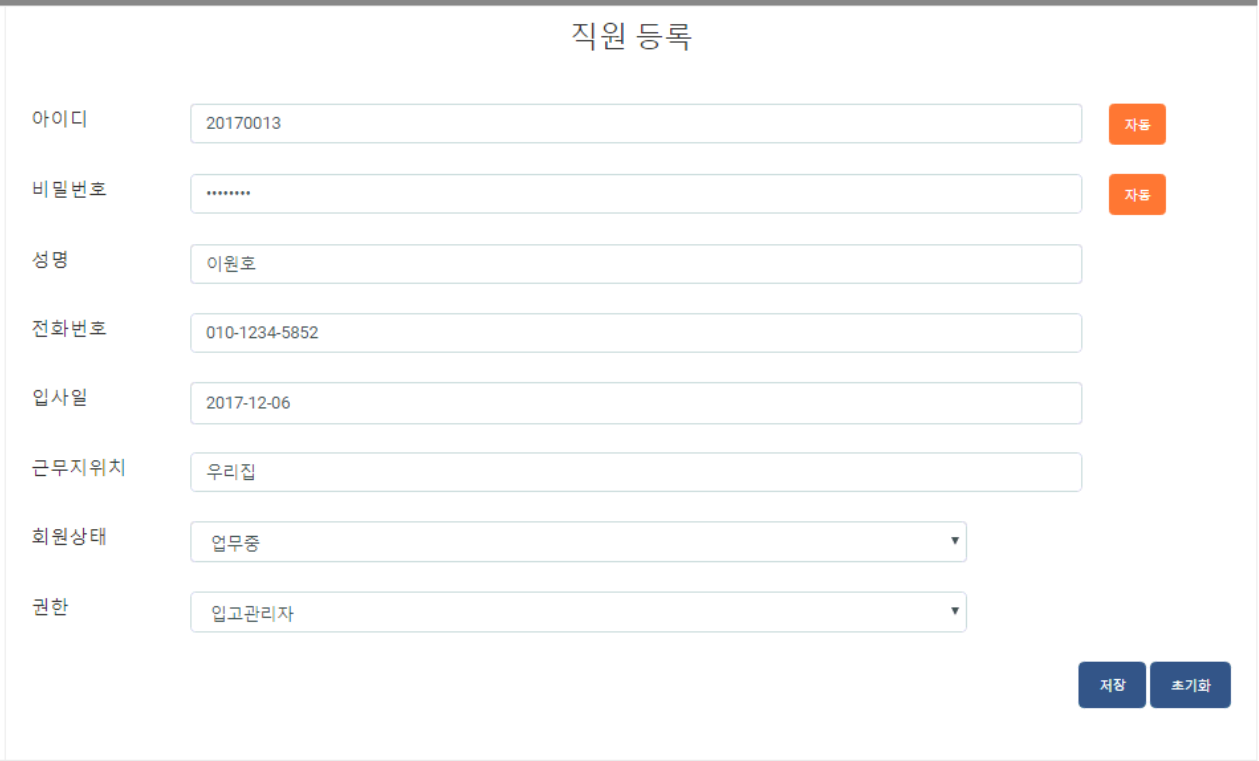 직원 등록
아이디 20170013 자동
비밀번호 •••••••• 자동
성명 이원호
전화번호 010-1234-5852
입사일 2017-12-06
근무지위치 우리집
회원상태 업무중
권한 입고관리자
저장 초기화